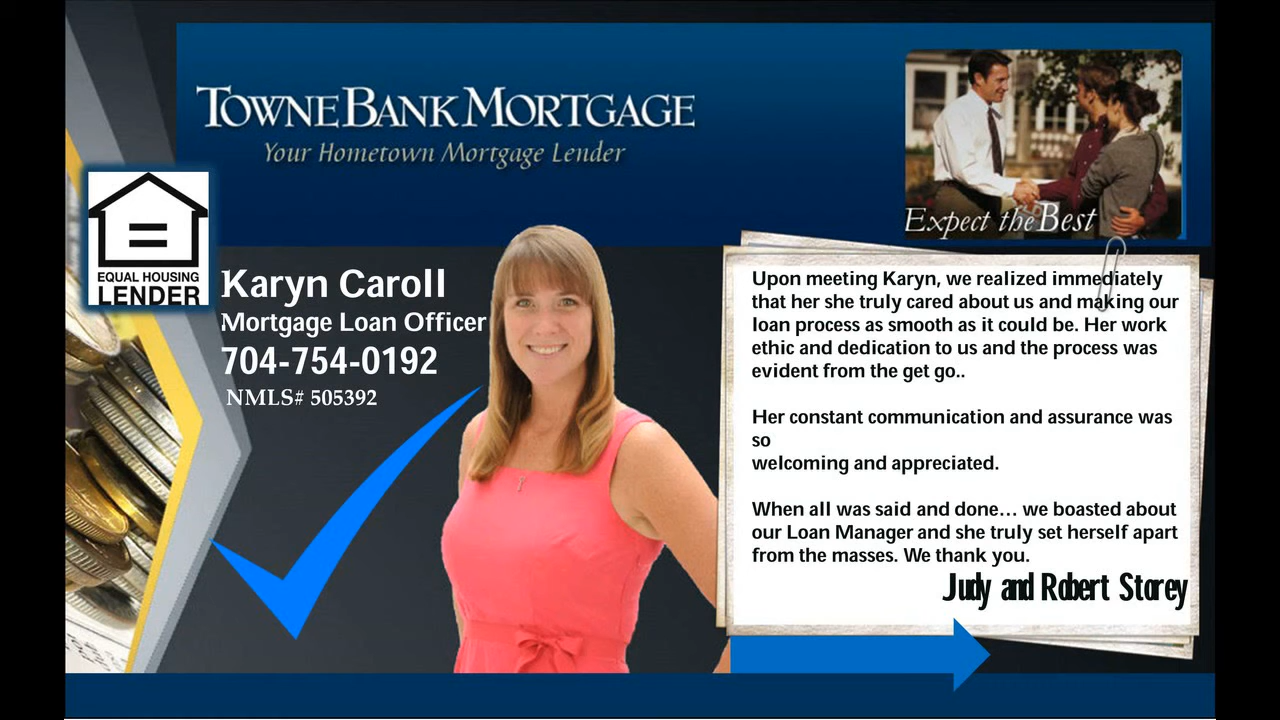 TOWNEBANK MORTGAGE
Your Hometown Mortgage Lender
Expect the Best
EQUAL HOUSING
LENDER
Karyn Caroll
Mortgage Loan Officer
704-754-0192
NMLS# 505392
Upon meeting Karyn, we realized immediately
that her she truly cared about us and making our
loan process as smooth as it could be. Her work
ethic and dedication to us and the process was
evident from the get go..
Her constant communication and assurance was
so
welcoming and appreciated.
When all was said and done... we boasted about
our Loan Manager and she truly set herself apart
from the masses. We thank you.
Judy and Robert Storey